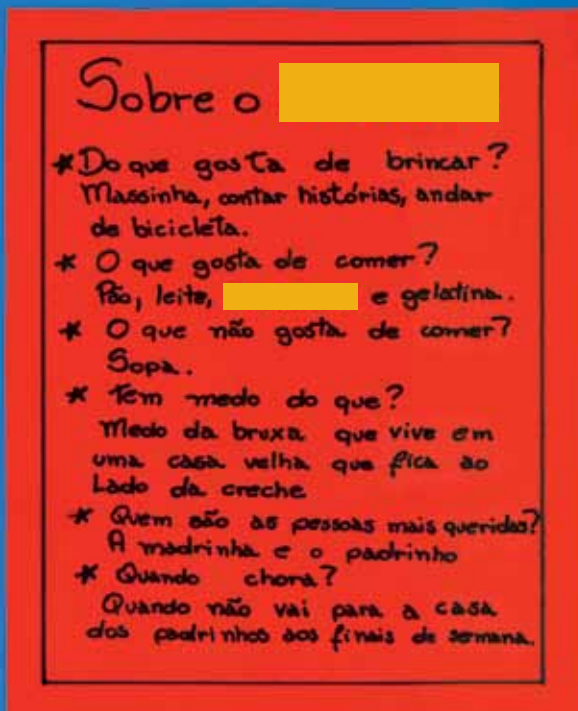 Sobre o
* Do que gosta de brincar?
Massinha, contar histórias, andar
de bicicleta.
* O que gosta de comer?
Pão, leite, e gelatina.
* O que não gosta de comer?
Sopa.
* Tem medo do que?
Medo da bruxa que vive em
uma casa velha que fica ao
Lado da creche
* Quem são as pessoas mais queridas?
A madrinha e o padrinho
* Quando chora?
Quando não vai para a casa
dos padrinhos aos finais de semana.